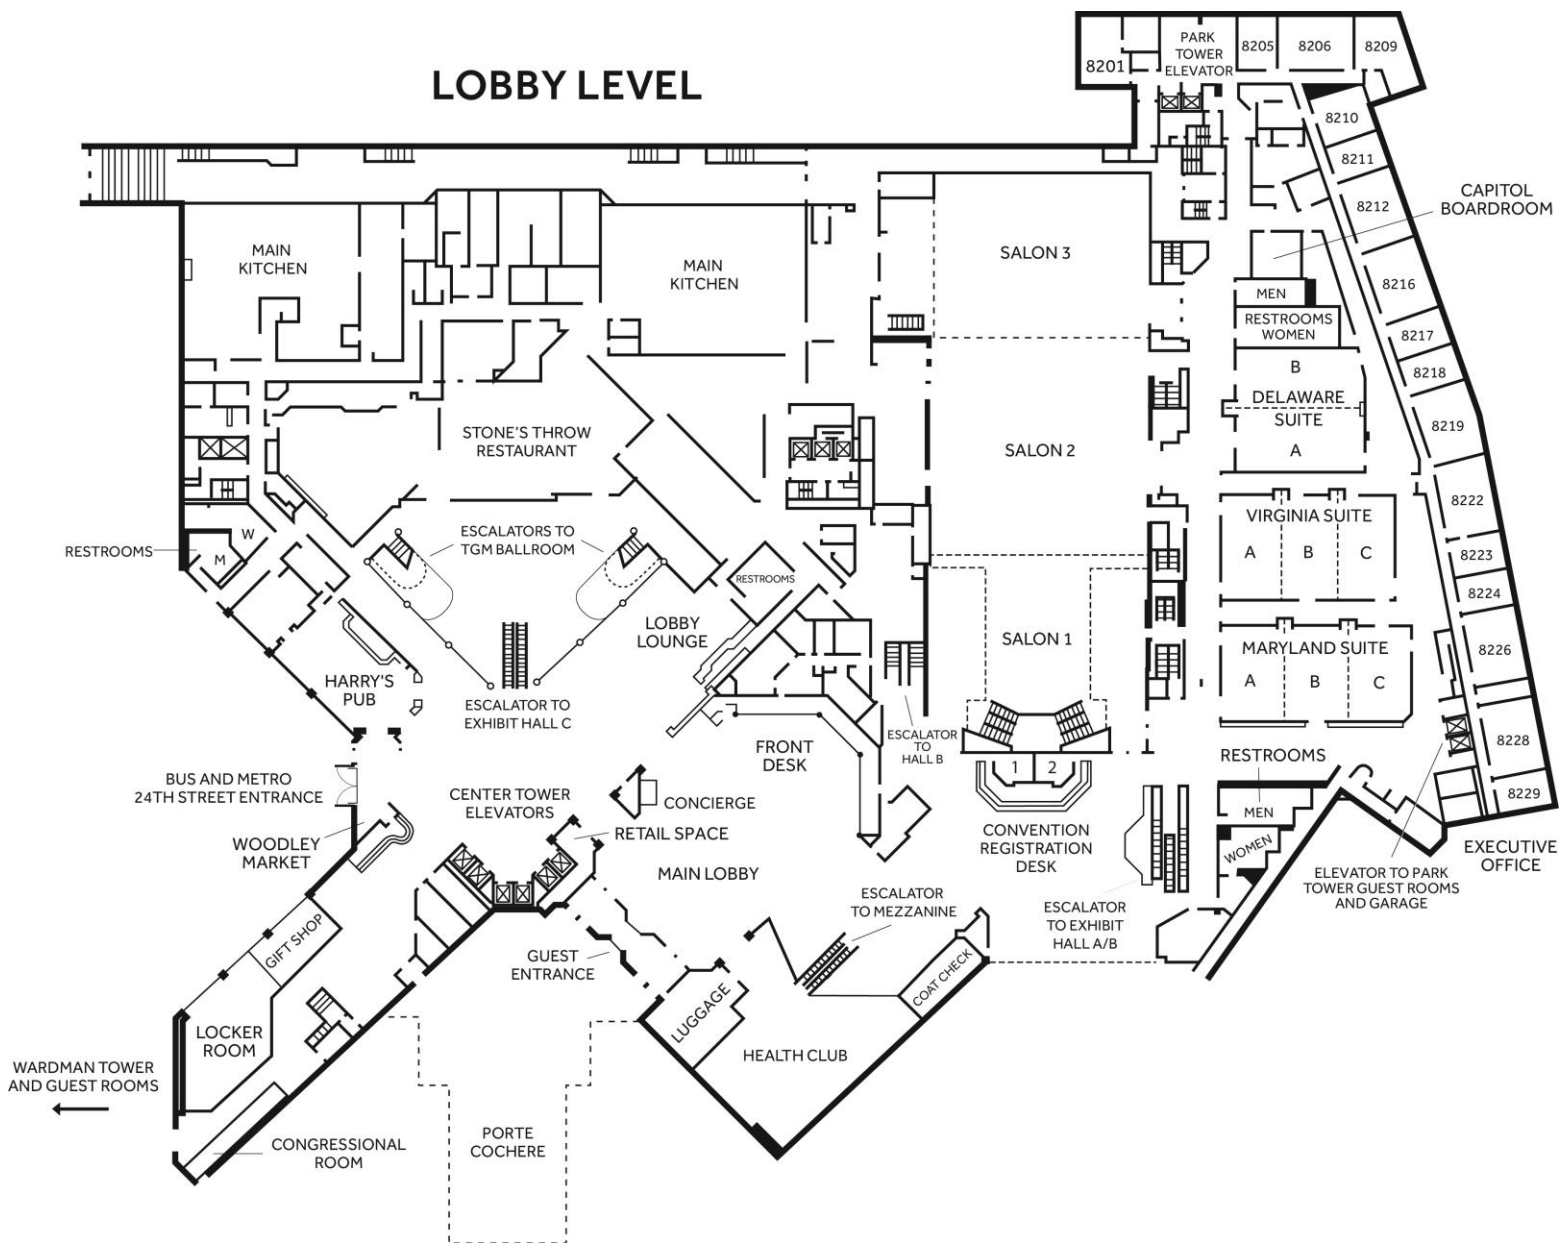 LOBBY LEVEL
PARK
TOWER
ELEVATOR
8201
8205
8206
8209
8210
8211
8212
8216
8217
8218
8219
8222
8223
8224
8226
8228
8229
CAPITOL
BOARDROOM
MAIN
KITCHEN
MAIN
KITCHEN
SALON 3
MEN
RESTROOMS
WOMEN
B
DELAWARE
SUITE
A
STONE'S THROW
RESTAURANT
SALON 2
VIRGINIA SUITE
A
B
C
RESTROOMS
W
M
ESCALATORS TO
TGM BALLROOM
RESTROOMS
LOBBY
LOUNGE
SALON 1
MARYLAND SUITE
A
B
C
HARRY'S
PUB
ESCALATOR TO
EXHIBIT HALL C
FRONT
DESK
ESCALATOR
TO
HALL B
1
2
RESTROOMS
MEN
WOMEN
BUS AND METRO
24TH STREET ENTRANCE
CENTER TOWER
ELEVATORS
CONCIERGE
RETAIL SPACE
WOODLEY
MARKET
CONVENTION
REGISTRATION
DESK
MAIN LOBBY
EXECUTIVE
OFFICE
ELEVATOR TO PARK
TOWER GUEST ROOMS
AND GARAGE
ESCALATOR
TO MEZZANINE
ESCALATOR
TO EXHIBIT
HALL A/B
GIFT SHOP
GUEST
ENTRANCE
COAT CHECK
LUGGAGE
LOCKER
ROOM
HEALTH CLUB
WARDMAN TOWER
AND GUEST ROOMS
CONGRESSIONAL
ROOM
PORTE
COCHERE